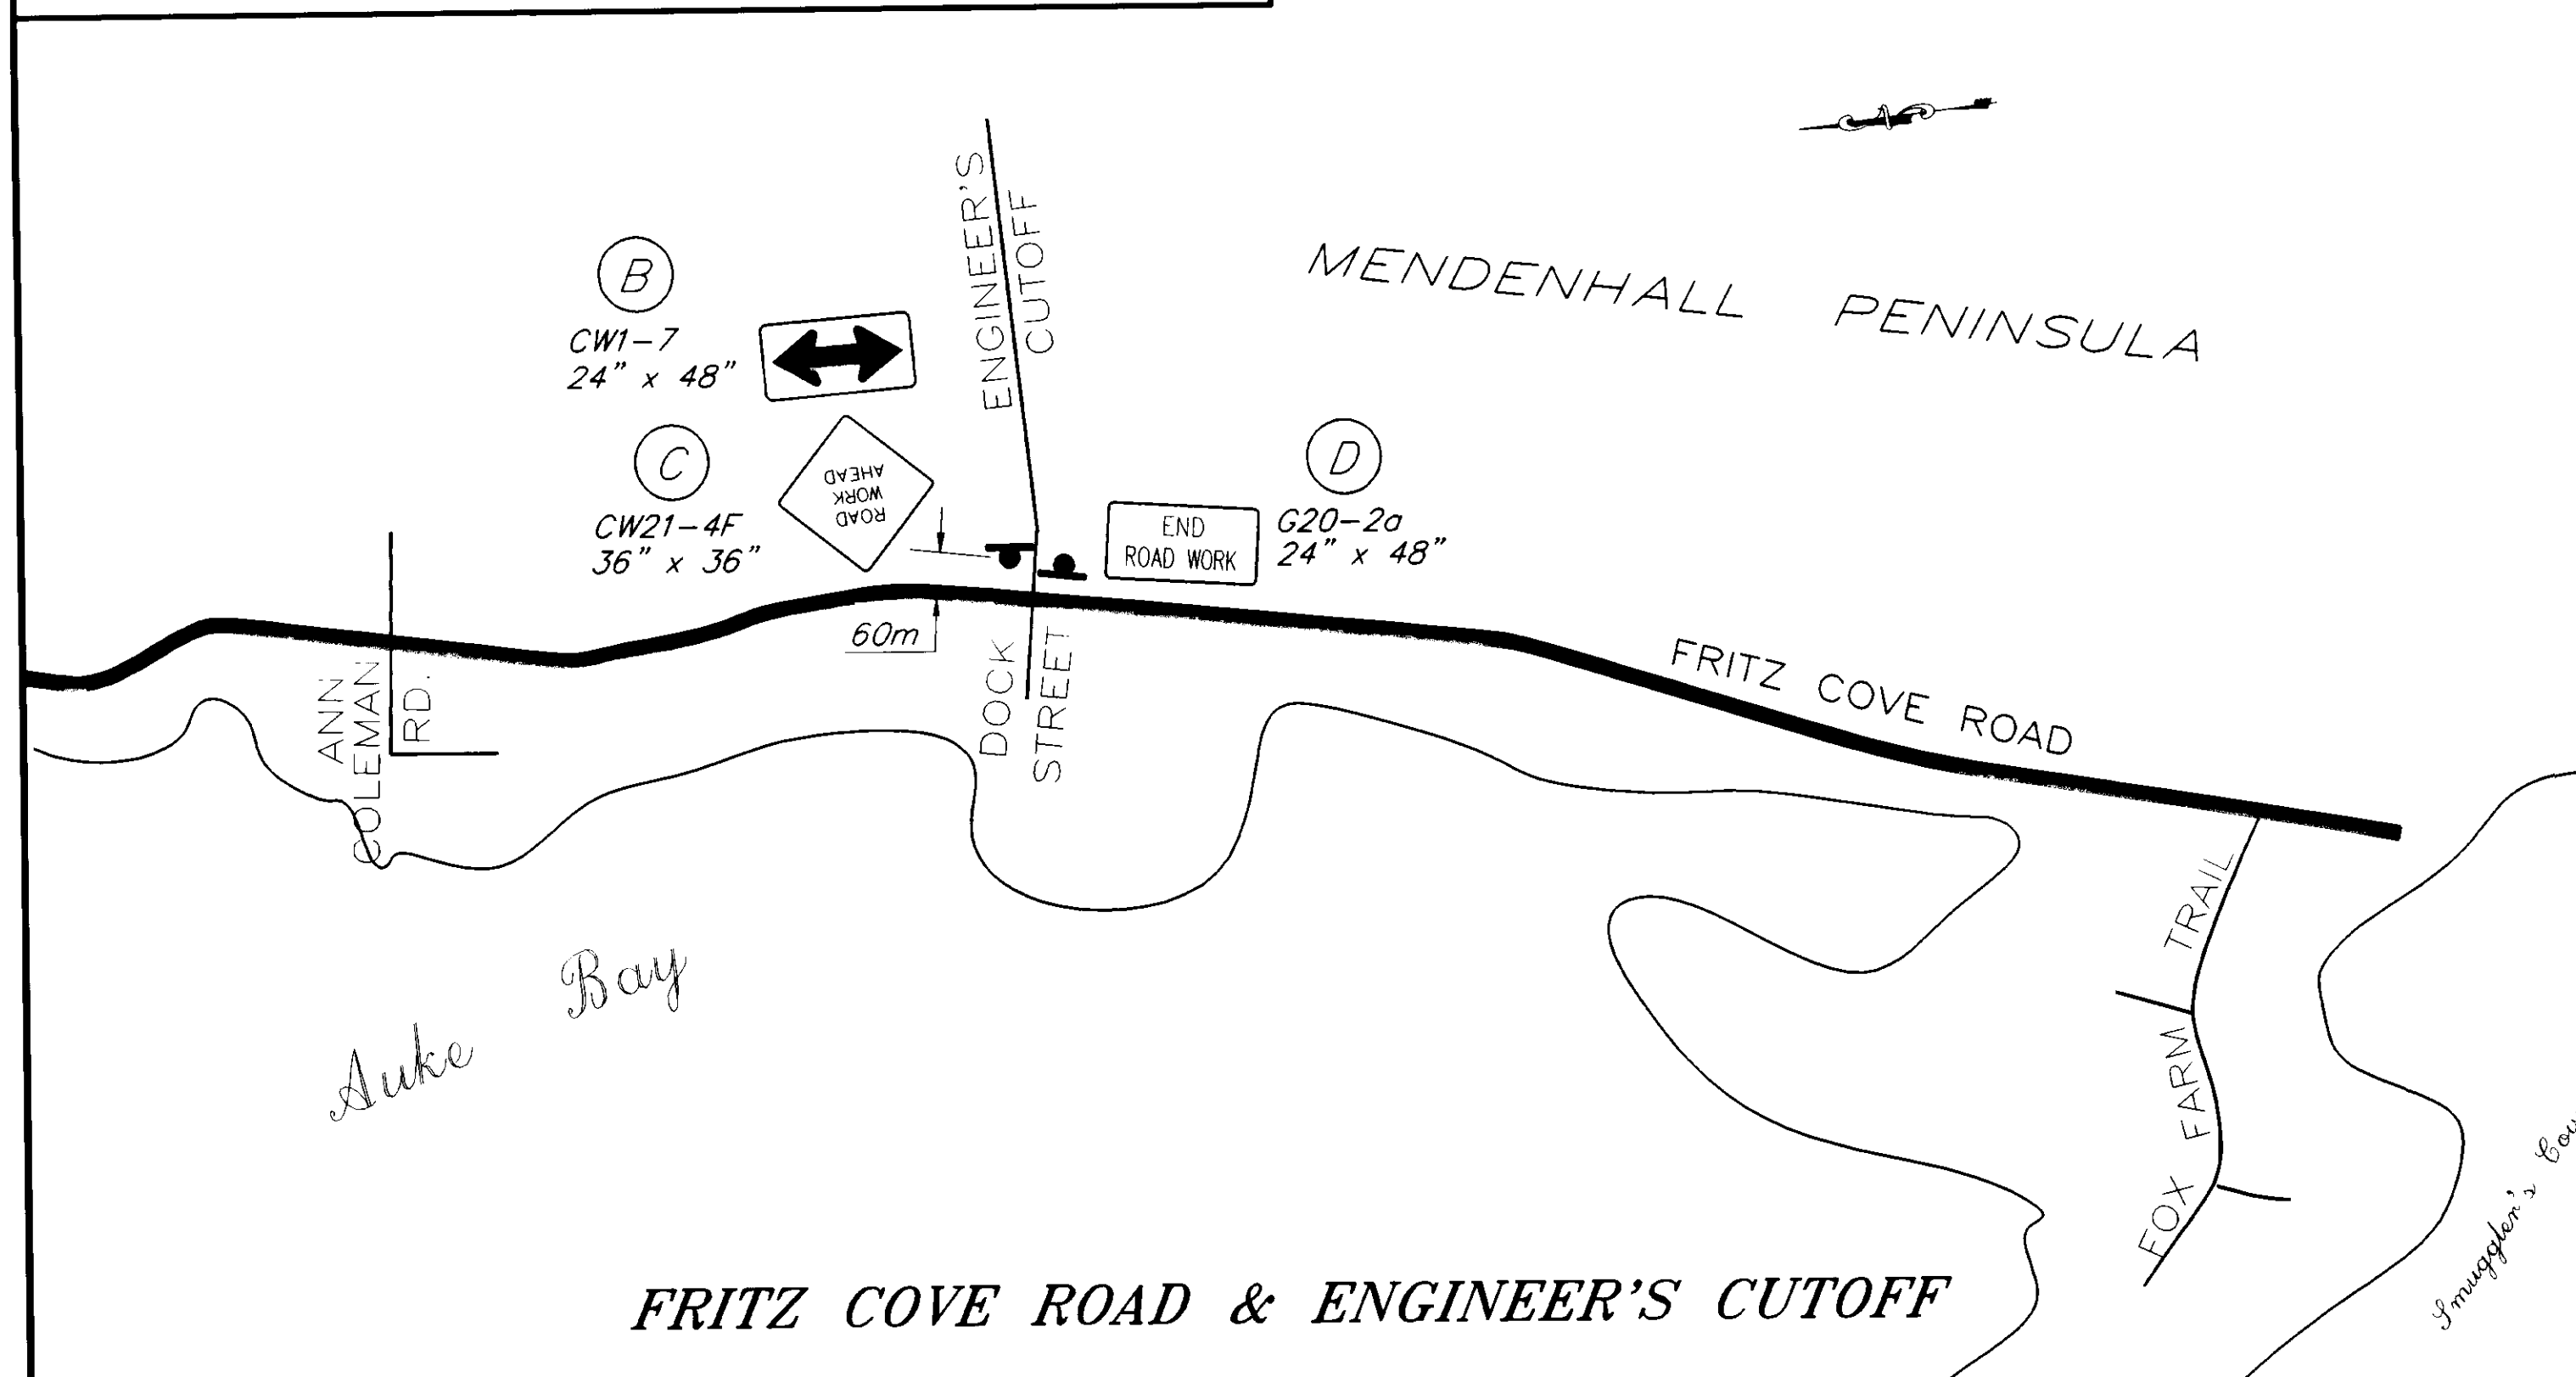 N
ENGINEER'S
CUTOFF
MENDENHALL PENINSULA
B
CW1-7
24" x 48"
C
CW21-4F
36" x 36"
ROAD
WORK
AHEAD
END
ROAD WORK
D
G20-2a
24" x 48"
60m
ANN
COLEMAN
RD.
DOCK
STREET
FRITZ COVE ROAD
FOX FARM TRAIL
Auke Bay
Smuggler's
FRITZ COVE ROAD & ENGINEER'S CUTOFF